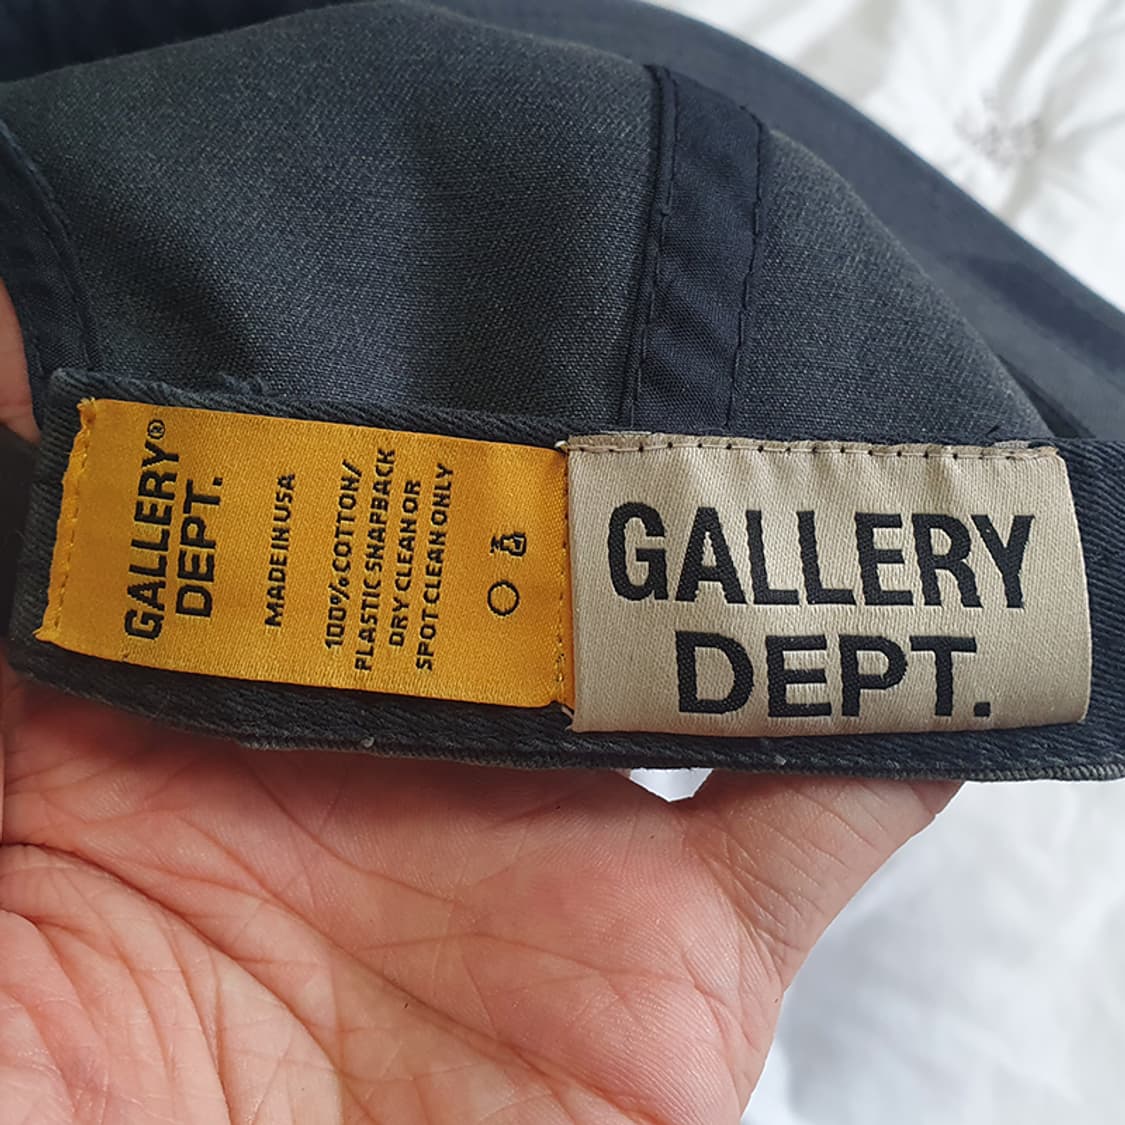 GALLERY®
DEPT.
MADE IN USA
100% COTTON/
PLASTIC SNAPBACK
DRY CLEAN OR
SPOT CLEAN ONLY
GALLERY
DEPT.